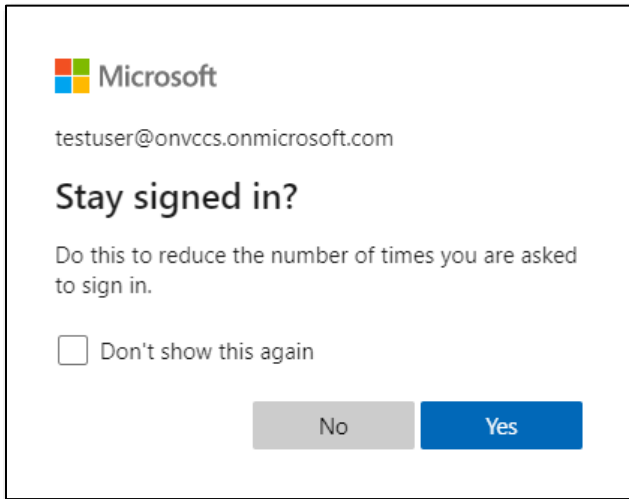 Microsoft
testuser@onvccs.onmicrosoft.com
Stay signed in?
Do this to reduce the number of times you are asked
to sign in.
Don't show this again
No
Yes